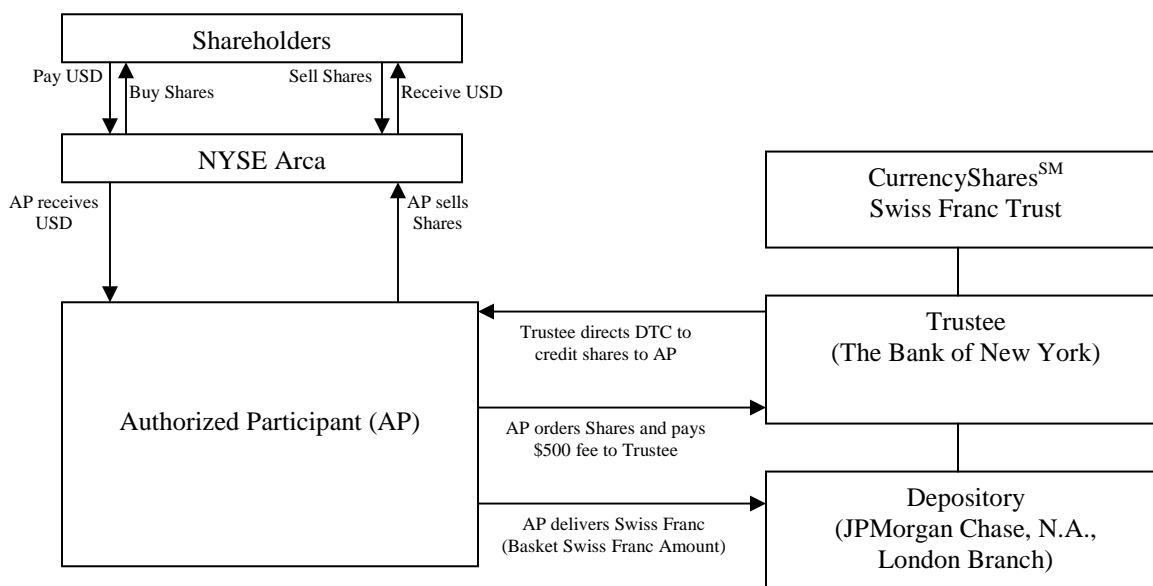 Shareholders
Pay USD
Buy Shares
Sell Shares
Receive USD
NYSE Arca
AP receives
USD
AP sells
Shares
CurrencyShares^SM
Swiss Franc Trust
Trustee directs DTC to
credit shares to AP
Trustee
(The Bank of New York)
Authorized Participant (AP)
AP orders Shares and pays
$500 fee to Trustee
AP delivers Swiss Franc
(Basket Swiss Franc Amount)
Depository
(JPMorgan Chase, N.A.,
London Branch)